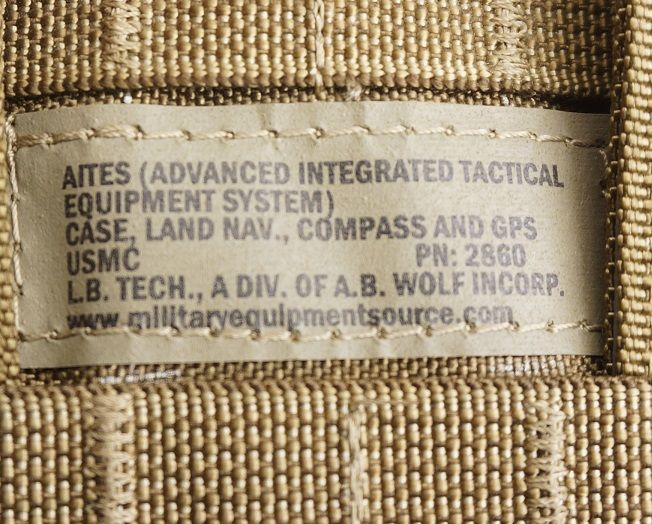 AITES (ADVANCED INTEGRATED TACTICAL
EQUIPMENT SYSTEM)
CASE, LAND NAV., COMPASS AND GPS
USMC PN: 2860
L.B. TECH., A DIV. OF A.B. WOLF INCORP.
www.militaryequipmentsource.com